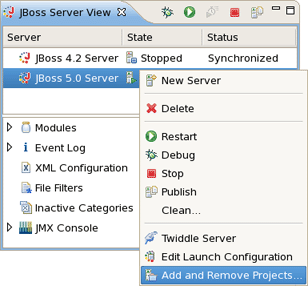 JBoss Server View
Server State Status
JBoss 4.2 Server Stopped Synchronized
JBoss 5.0 Server
New Server
Delete
Restart
Debug
Stop
Publish
Clean...
Twiddle Server
Edit Launch Configuration
Add and Remove Projects...
Modules
Event Log
XML Configuration
File Filters
Inactive Categories
JMX Console